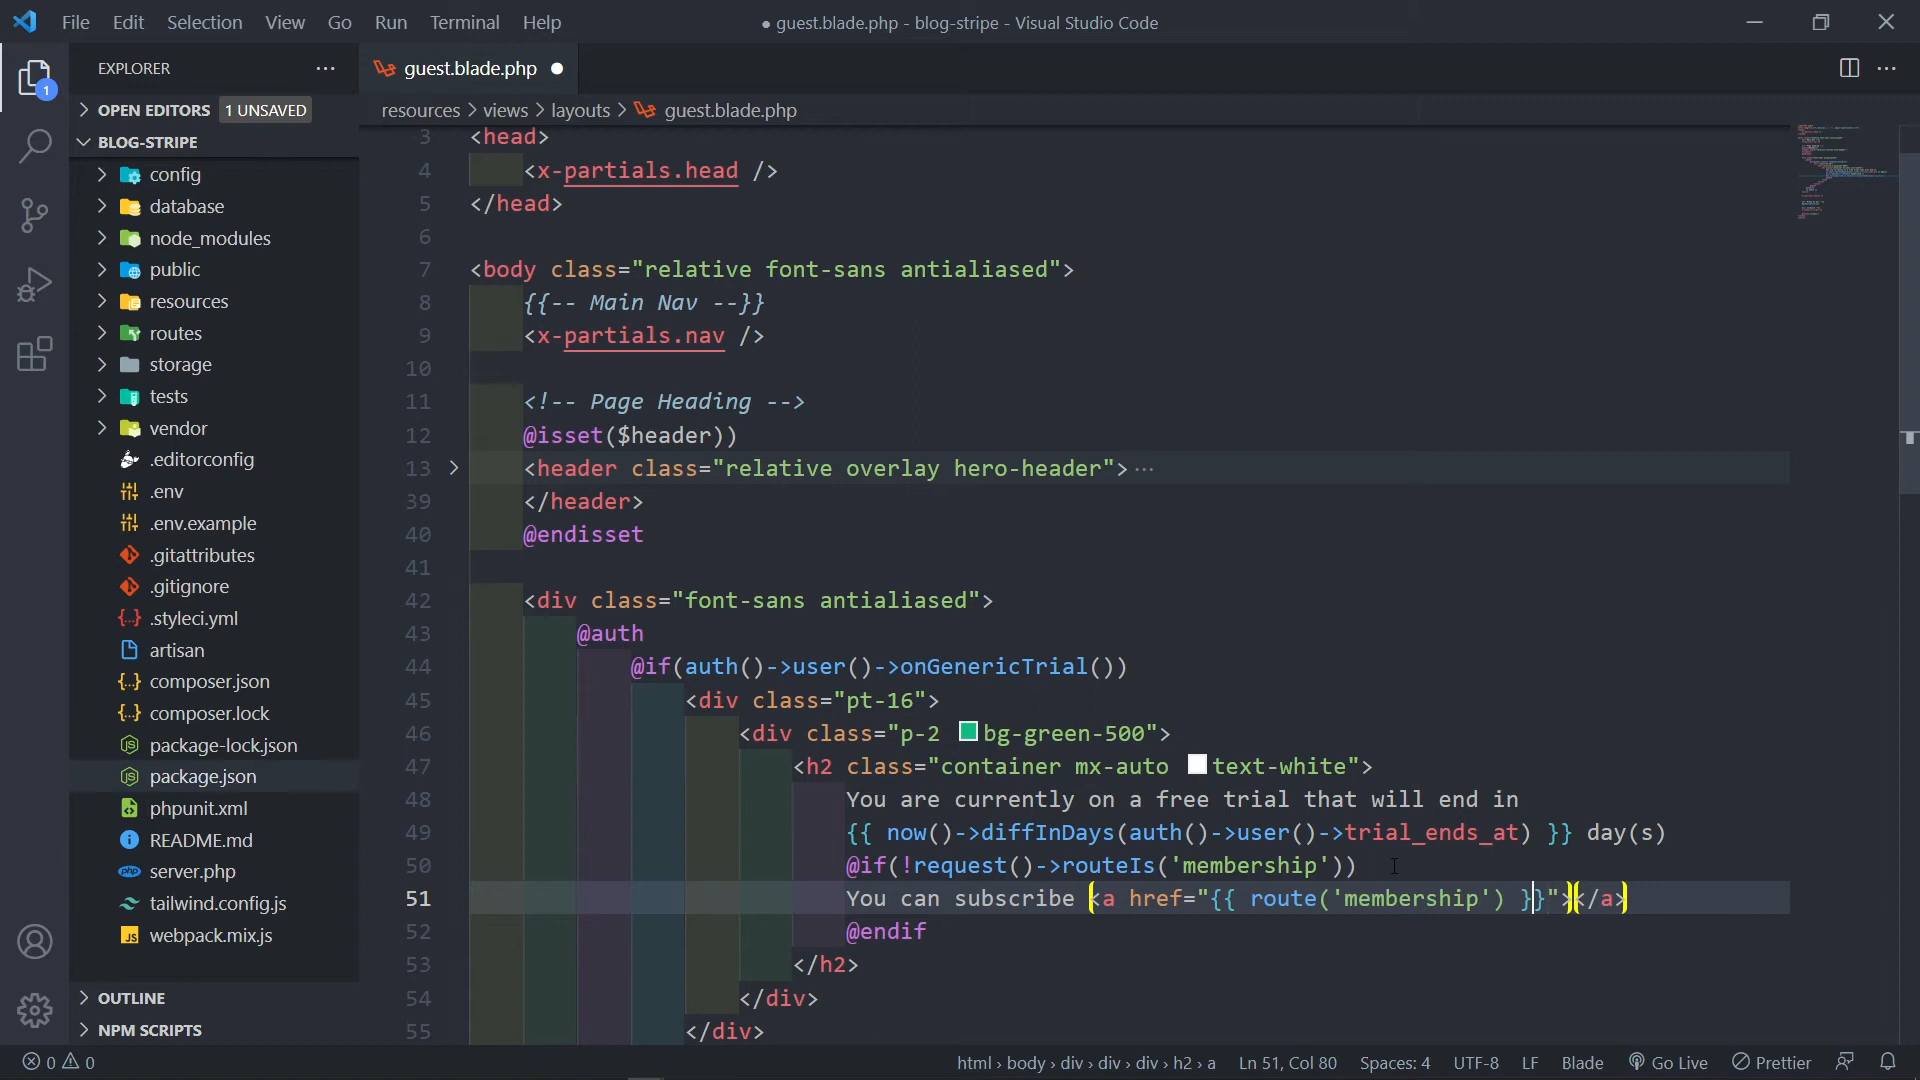 File Edit Selection View Go Run Terminal Help
● guest.blade.php - blog-stripe - Visual Studio Code
EXPLORER
guest.blade.php
OPEN EDITORS 1 UNSAVED
resources > views > layouts > guest.blade.php
BLOG-STRIPE
config
database
node_modules
public
resources
routes
storage
tests
vendor
.editorconfig
.env
.env.example
.gitattributes
.gitignore
.styleci.yml
artisan
composer.json
composer.lock
package-lock.json
package.json
phpunit.xml
README.md
server.php
tailwind.config.js
webpack.mix.js
OUTLINE
NPM SCRIPTS
1
3 <head>
4 <x-partials.head />
5 </head>
6
7 <body class="relative font-sans antialiased">
8 {{-- Main Nav --}}
9 <x-partials.nav />
10
11 <!-- Page Heading -->
12 @isset($header))
13 <header class="relative overlay hero-header"> ...
39 </header>
40 @endisset
41
42 <div class="font-sans antialiased">
43 @auth
44 @if(auth()->user()->onGenericTrial())
45 <div class="pt-16">
46 <div class="p-2 bg-green-500">
47 <h2 class="container mx-auto text-white">
48 You are currently on a free trial that will end in
49 {{ now()->diffInDays(auth()->user()->trial_ends_at) }} day(s)
50 @if(!request()->routeIs('membership'))
51 You can subscribe <a href="{{ route('membership') }}"></a>
52 @endif
53 </h2>
54 </div>
55 </div>
0 0
html › body › div › div › div › h2 › a Ln 51, Col 80 Spaces: 4 UTF-8 LF Blade Go Live Prettier